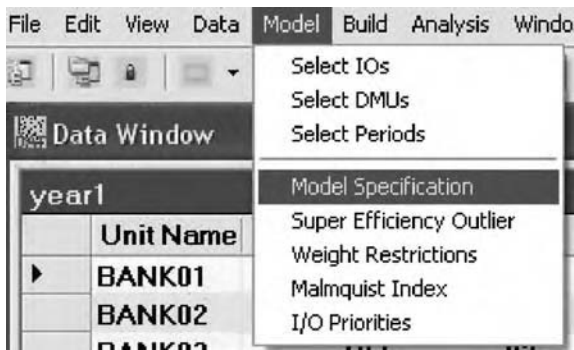 File Edit View Data Model Build Analysis
Select IOs
Select DMUs
Select Periods
Data Window
Model Specification
year1
Super Efficiency Outlier
Unit Name
Weight Restrictions
BANK01
Malmquist Index
BANK02
I/O Priorities